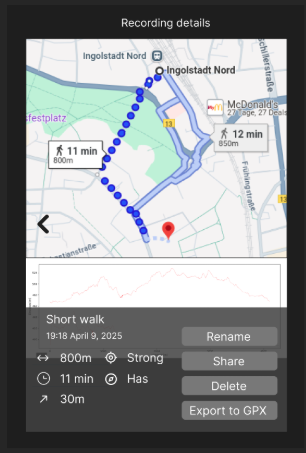 Recording details
Ingolstadt Nord
Ingolstadt Nord
Schillerstraße
McDonald's
27 Tage, 27 Deals
sfestplatz
13
12 min
850m
11 min
800m
Frühlingstraße
13
Short walk
19:18 April 9, 2025
Rename
800m
Strong
Share
11 min
Has
Delete
30m
Export to GPX